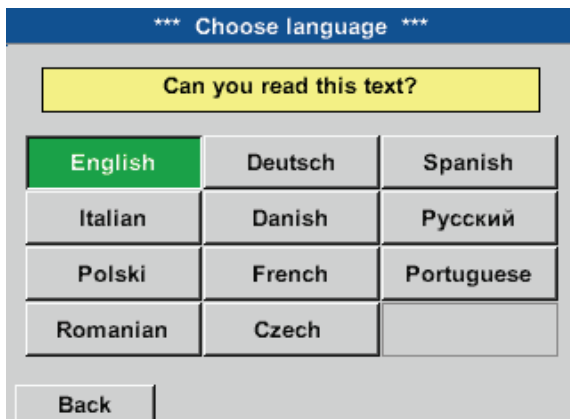 *** Choose language ***
Can you read this text?
English Deutsch Spanish
Italian Danish Русский
Polski French Portuguese
Romanian Czech
Back